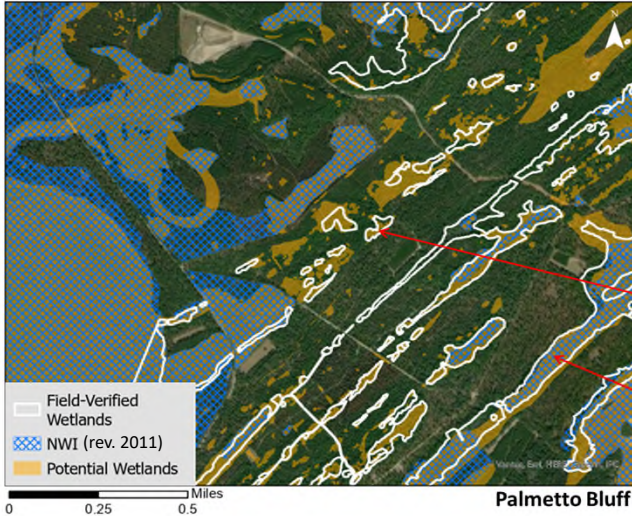 N
Field-Verified
Wetlands
NWI (rev. 2011)
Potential Wetlands
Miles
0 0.25 0.5
Palmetto Bluff